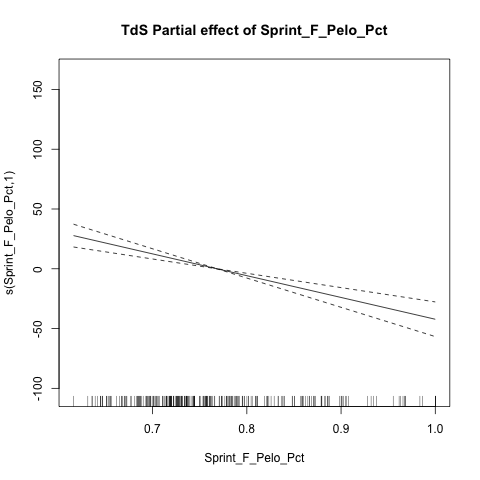 TdS Partial effect of Sprint_F_Pelo_Pct
s(Sprint_F_Pelo_Pct,1)
150
100
50
0
-50
-100
0.7 0.8 0.9 1.0
Sprint_F_Pelo_Pct